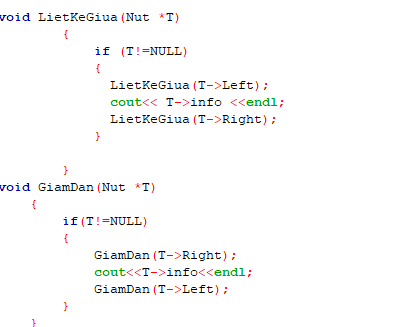 void LietKeGiua(Nut *T)
{
if (T!=NULL)
{
LietKeGiua(T->Left);
cout<< T->info <<endl;
LietKeGiua(T->Right);
}
}
void GiamDan(Nut *T)
{
if(T!=NULL)
{
GiamDan(T->Right);
cout<<T->info<<endl;
GiamDan(T->Left);
}
}